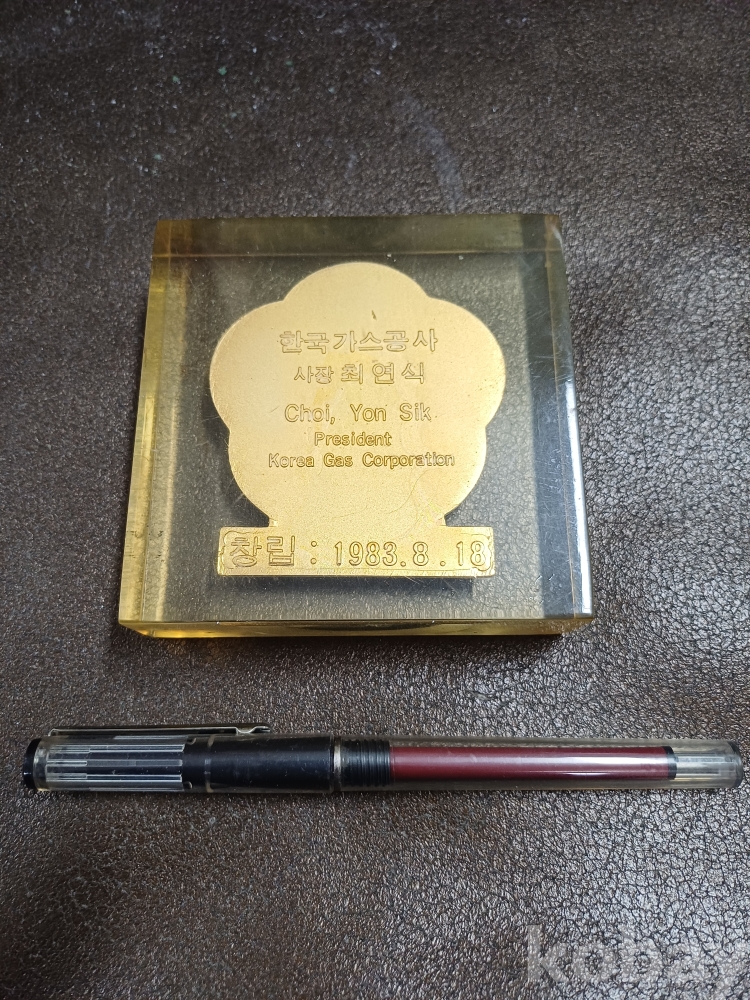 한국가스공사
사장 최연식
Choi, Yon Sik
President
Korea Gas Corporation
창립 : 1983.8.18
kobay